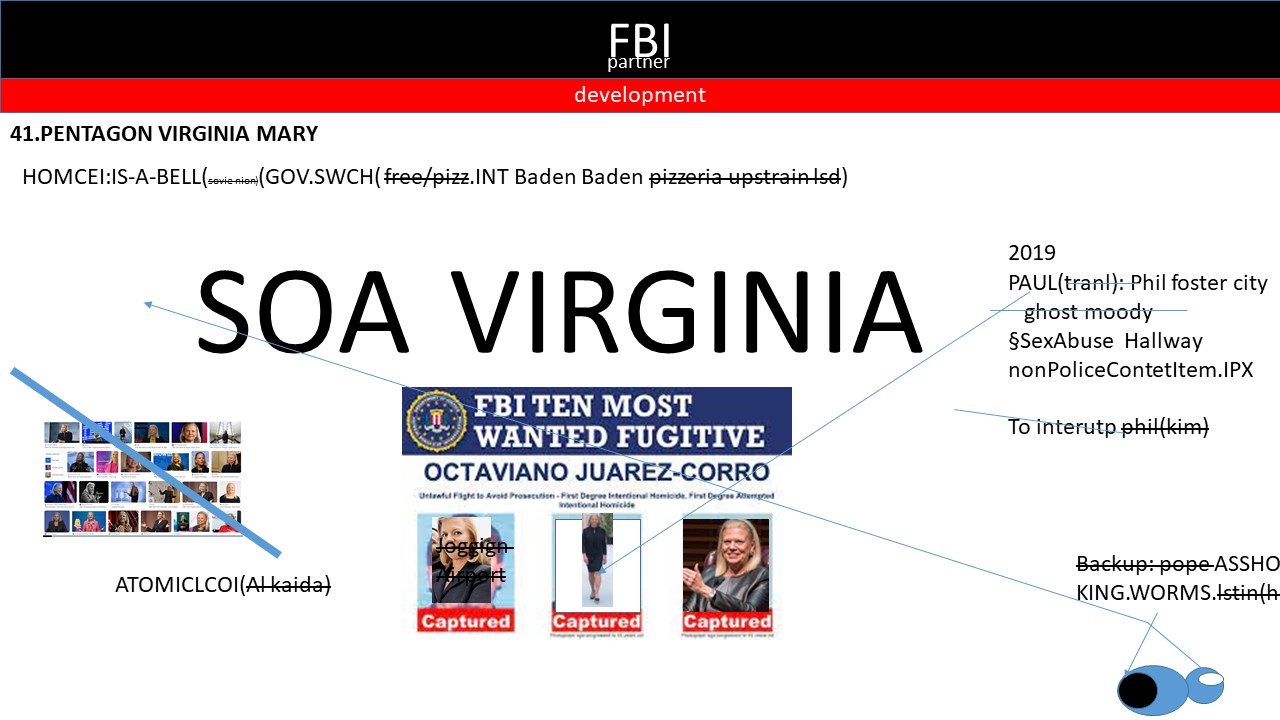 FBI
partner
development
41.PENTAGON VIRGINIA MARY
HOMCEI:IS-A-BELL(sovie nion)(GOV.SWCH( free/pizz.INT Baden Baden pizzeria upstrain lsd)
SOA VIRGINIA
2019
PAUL(tranl): Phil foster city
ghost moody
§SexAbuse Hallway
nonPoliceContetItem.IPX
To interutp phil(kim)
FBI TEN MOST
WANTED FUGITIVE
OCTAVIANO JUAREZ-CORRO
Unlawful Flight to Avoid Prosecution - First Degree Intentional Homicide, First Degree Attempted
Intentional Homicide
Joggign
Airport
Captured
Captured
Captured
ATOMICLCOI(Al kaida)
Backup: pope ASSHO
KING.WORMS.lstin(h